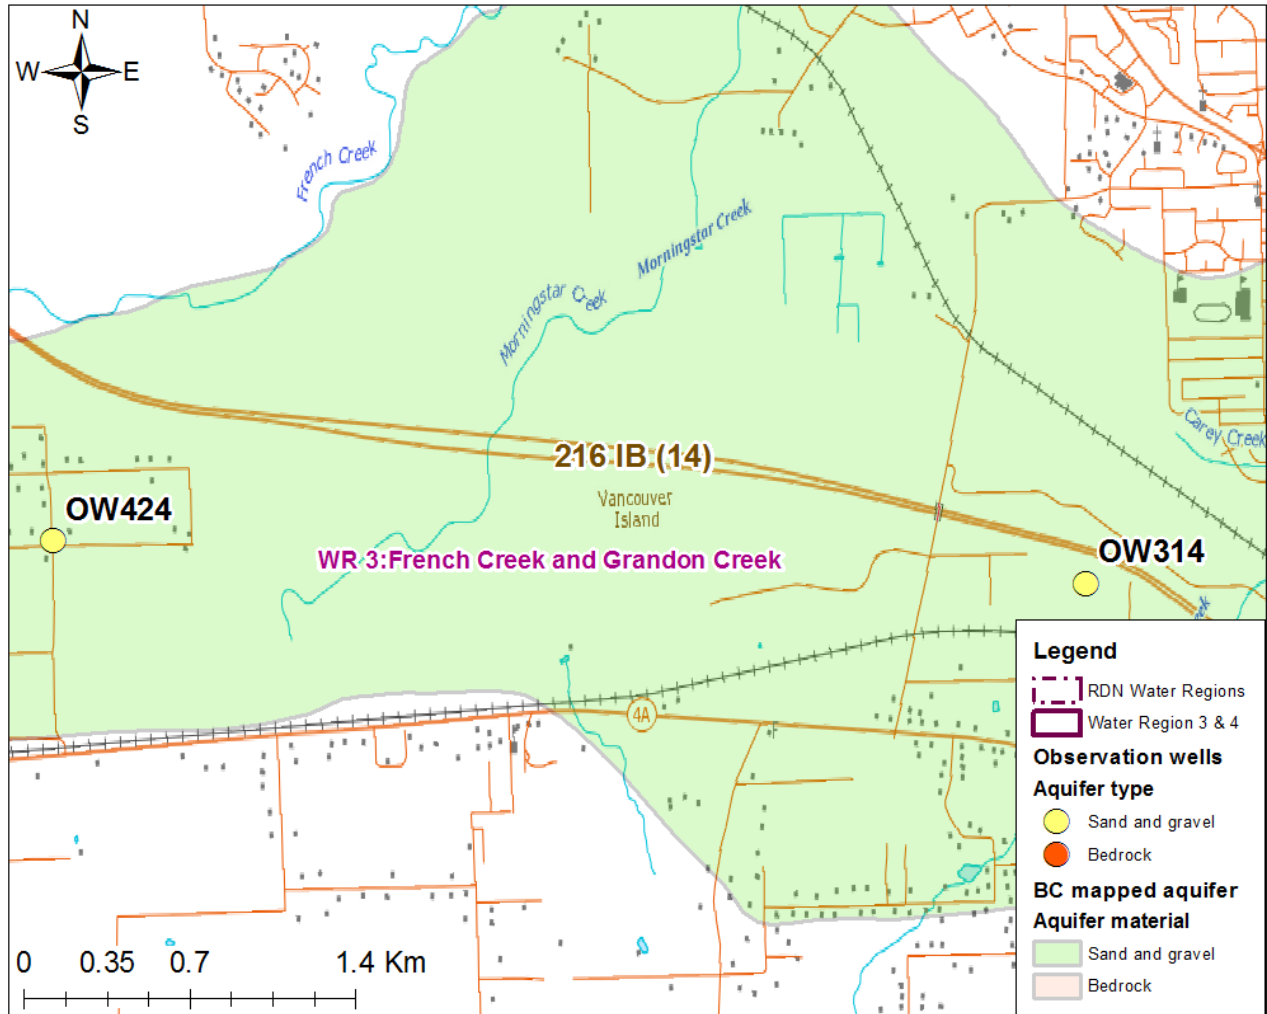 N
W E
S
French Creek
Morningstar Creek
Morningstar Creek
Carey Creek
216 IB (14)
Vancouver
Island
OW424
OW314
WR 3:French Creek and Grandon Creek
4A
Legend
RDN Water Regions
Water Region 3 & 4
Observation wells
Aquifer type
Sand and gravel
Bedrock
BC mapped aquifer
Aquifer material
Sand and gravel
Bedrock
0 0.35 0.7 1.4 Km